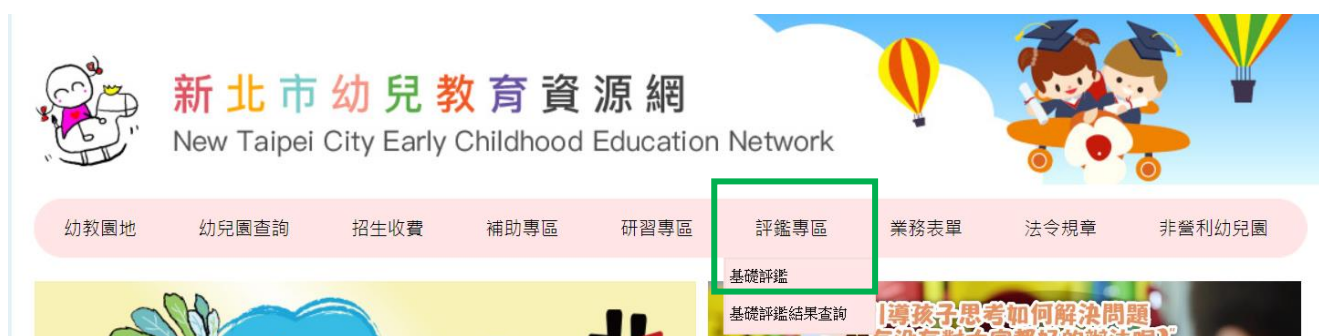 新北市幼兒教育資源網
New Taipei City Early Childhood Education Network
幼教園地 幼兒園查詢 招生收費 補助專區 研習專區 評鑑專區 業務表單 法令規章 非營利幼兒園
基礎評鑑
基礎評鑑結果查詢
導孩子思考如何解決問題